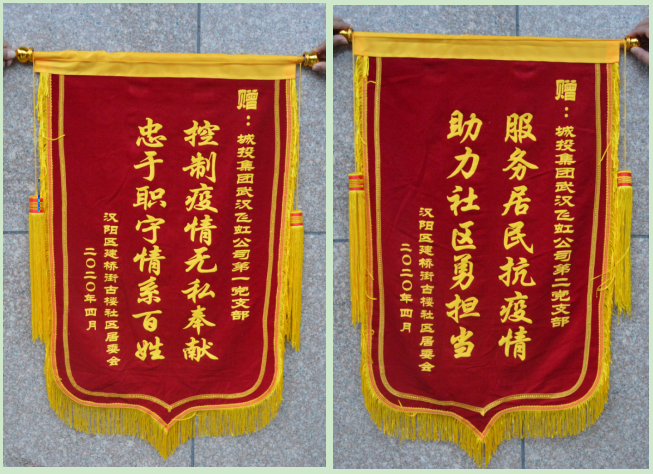 赠：城投集团武汉飞虹公司第一党支部
控制疫情无私奉献
忠于职守情系百姓
汉阳区建桥街古楼社区居委会
二〇二〇年四月
赠：城投集团武汉飞虹公司第二党支部
服务居民抗疫情
助力社区勇担当
汉阳区建桥街古楼社区居委会
二〇二〇年四月